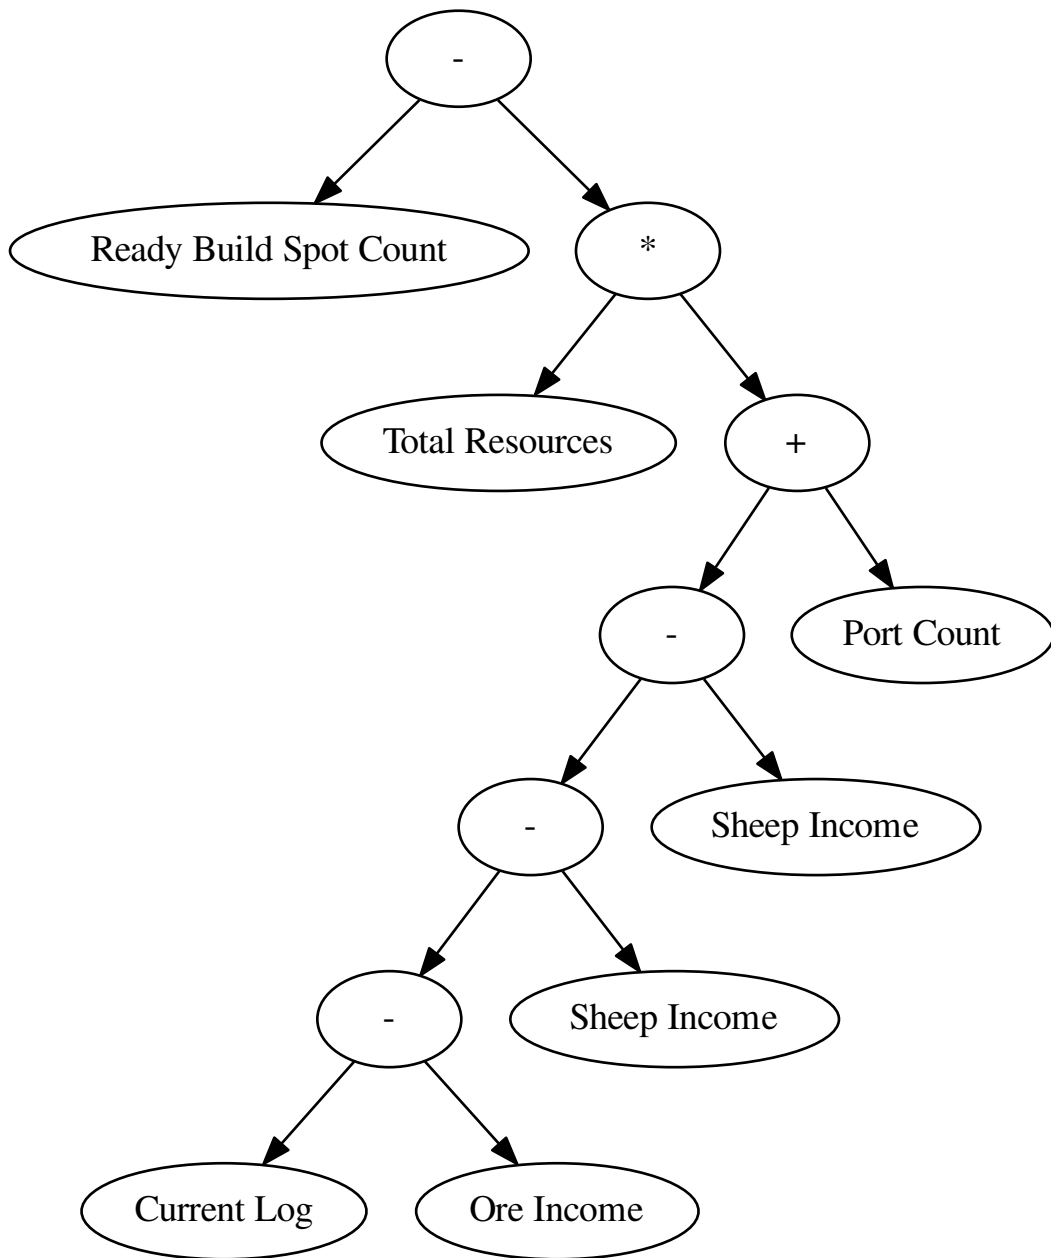 -
Ready Build Spot Count
*
Total Resources
+
-
Port Count
-
Sheep Income
-
Sheep Income
Current Log
Ore Income